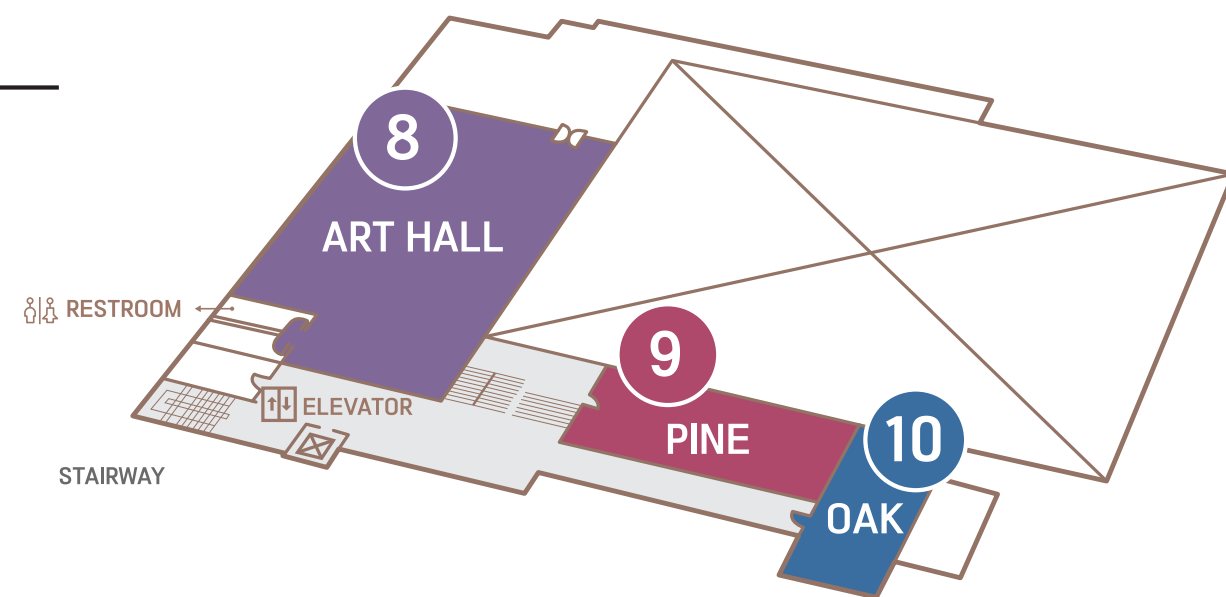 8
ART HALL
RESTROOM
9
ELEVATOR
PINE
10
STAIRWAY
OAK